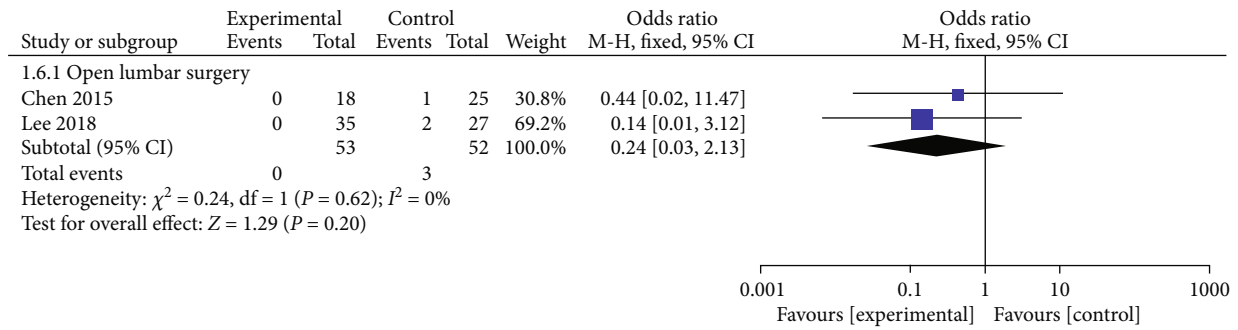 Experimental Control Odds ratio Odds ratio
Study or subgroup Events Total Events Total Weight M-H, fixed, 95% CI M-H, fixed, 95% CI
1.6.1 Open lumbar surgery
Chen 2015 0 18 1 25 30.8% 0.44 [0.02, 11.47]
Lee 2018 0 35 2 27 69.2% 0.14 [0.01, 3.12]
Subtotal (95% CI) 53 52 100.0% 0.24 [0.03, 2.13]
Total events 0 3
Heterogeneity: χ² = 0.24, df = 1 (P = 0.62); I² = 0%
Test for overall effect: Z = 1.29 (P = 0.20)
0.001 0.1 1 10 1000
Favours [experimental] Favours [control]